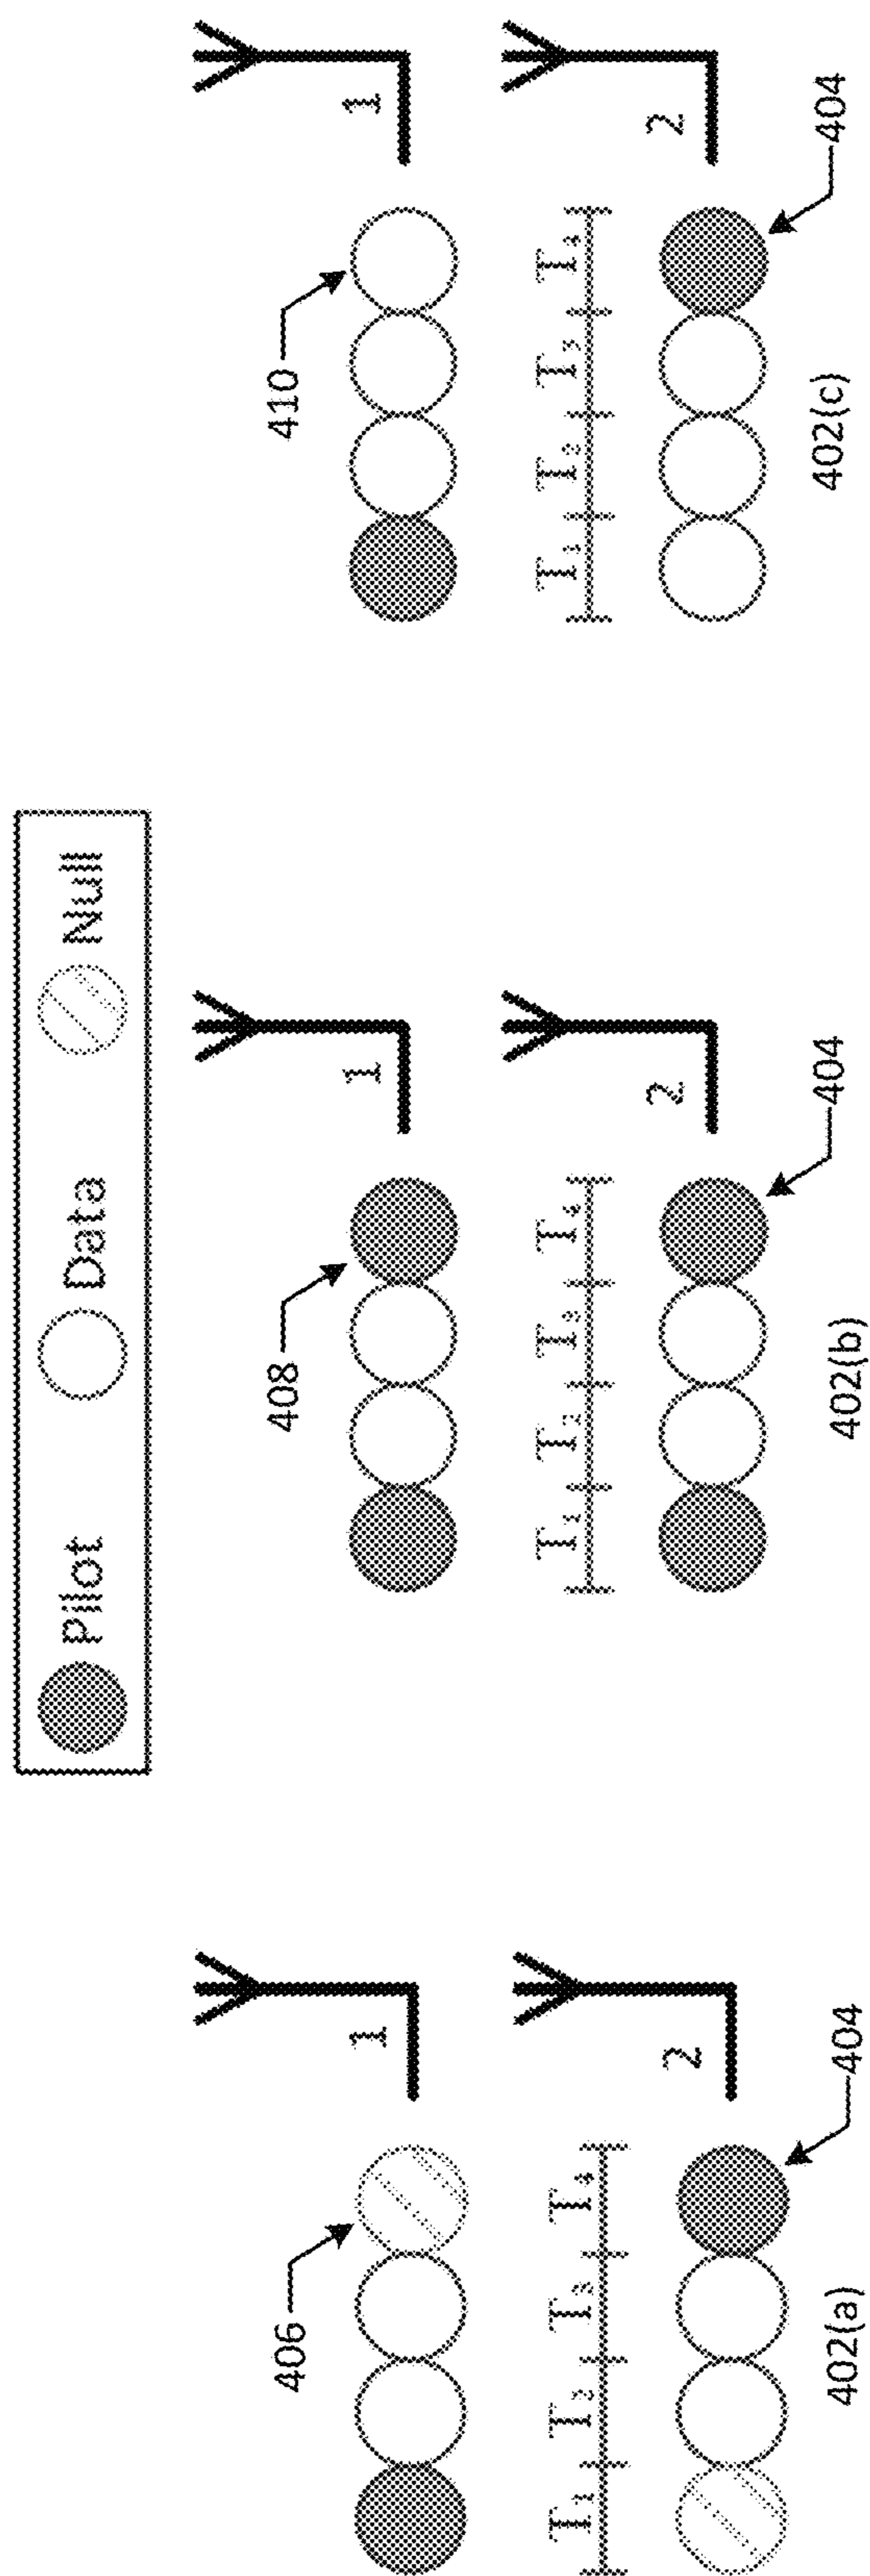 Pilot Data Null
406
1
T₁ T₂ T₃ T₄
2
404
402(a)
408
1
T₁ T₂ T₃ T₄
2
404
402(b)
410
1
T₁ T₂ T₃ T₄
2
404
402(c)